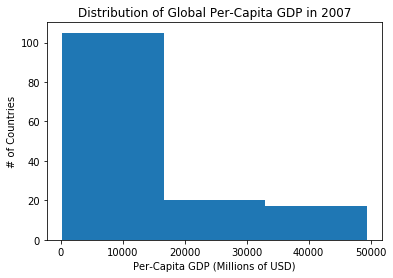 Distribution of Global Per-Capita GDP in 2007
# of Countries
100
80
60
40
20
0
0 10000 20000 30000 40000 50000
Per-Capita GDP (Millions of USD)